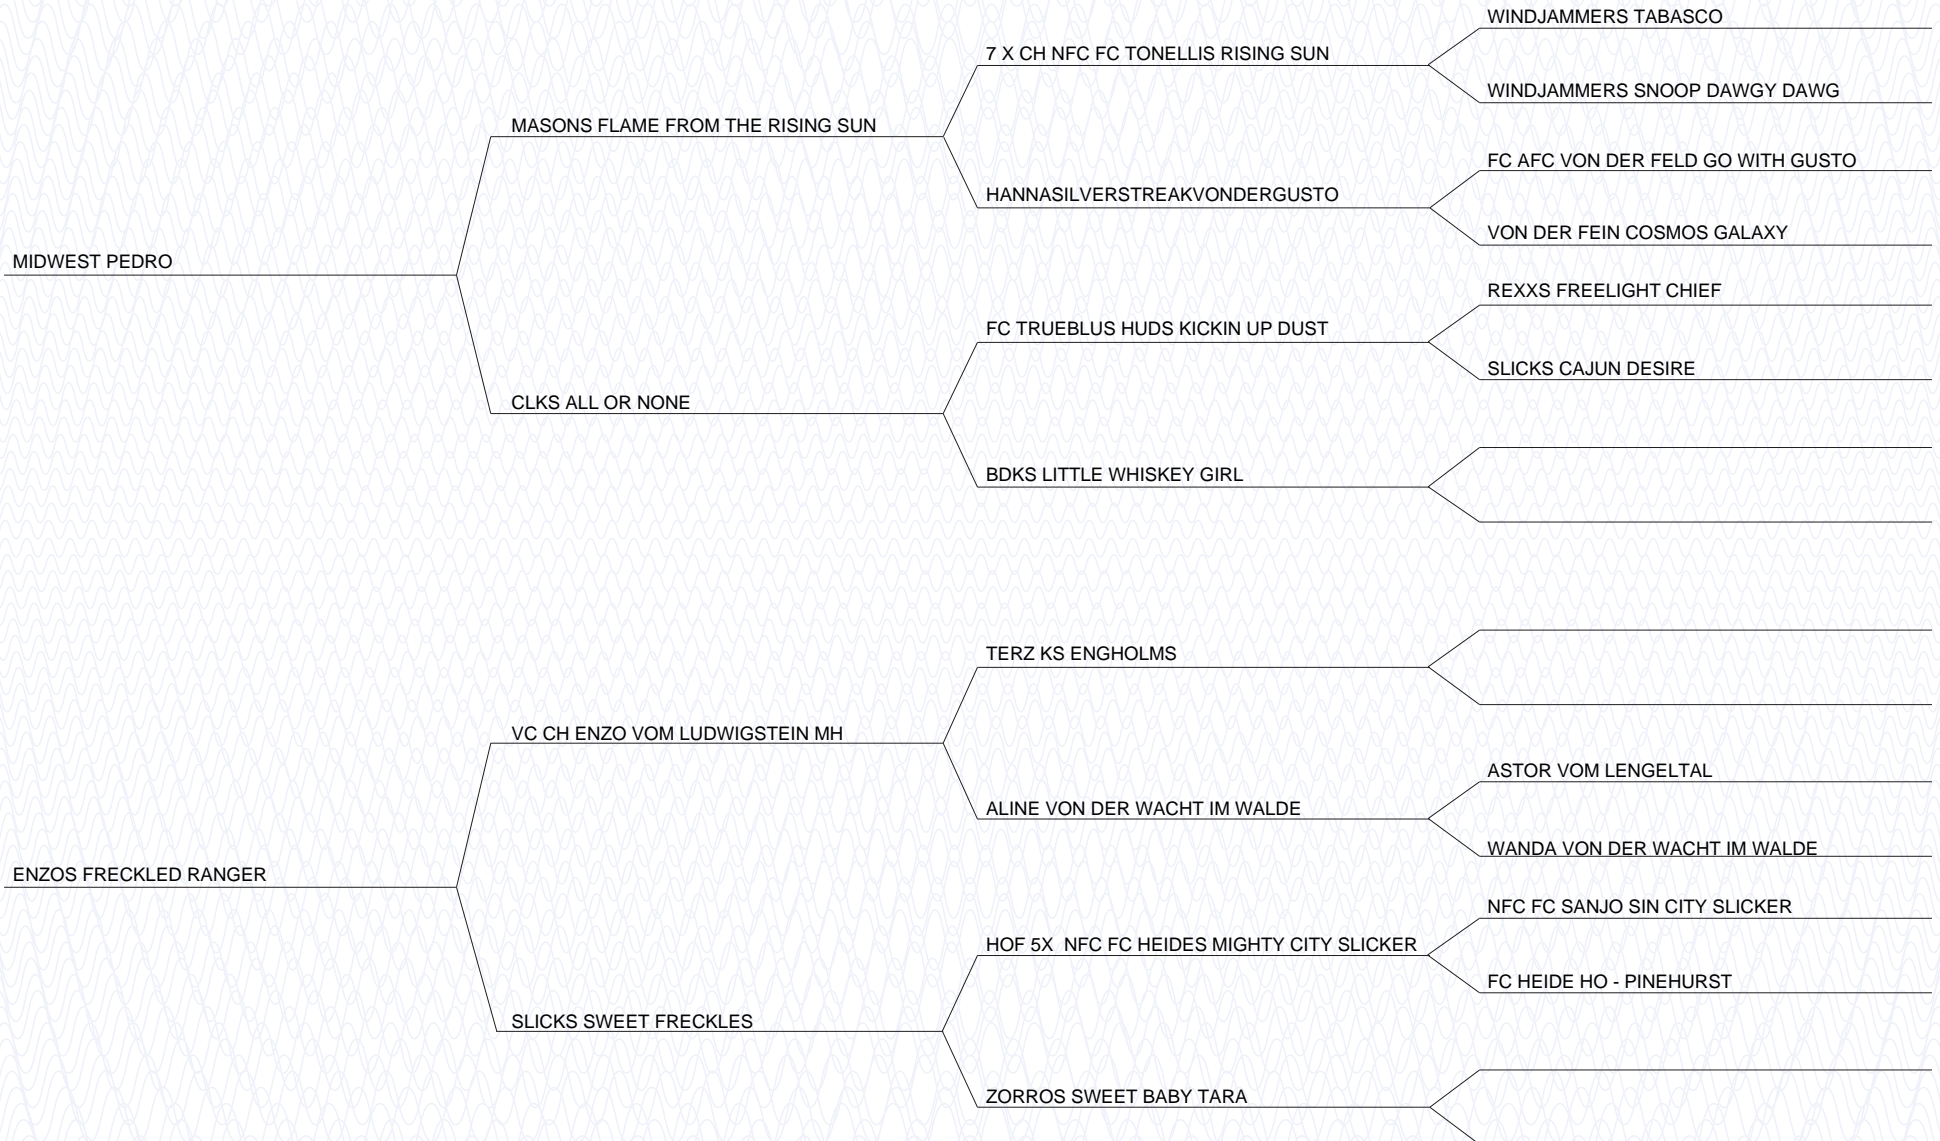 WINDJAMMERS TABASCO
7 X CH NFC FC TONELLIS RISING SUN
WINDJAMMERS SNOOP DAWGY DAWG
MASONS FLAME FROM THE RISING SUN
FC AFC VON DER FELD GO WITH GUSTO
HANNASILVERSTREAKVONDERGUSTO
VON DER FEIN COSMOS GALAXY
MIDWEST PEDRO
REXXS FREELIGHT CHIEF
FC TRUEBLUS HUDS KICKIN UP DUST
SLICKS CAJUN DESIRE
CLKS ALL OR NONE
BDKS LITTLE WHISKEY GIRL
TERZ KS ENGHOLMS
VC CH ENZO VOM LUDWIGSTEIN MH
ASTOR VOM LENGELTAL
ALINE VON DER WACHT IM WALDE
WANDA VON DER WACHT IM WALDE
ENZOS FRECKLED RANGER
NFC FC SANJO SIN CITY SLICKER
HOF 5X  NFC FC HEIDES MIGHTY CITY SLICKER
FC HEIDE HO - PINEHURST
SLICKS SWEET FRECKLES
ZORROS SWEET BABY TARA